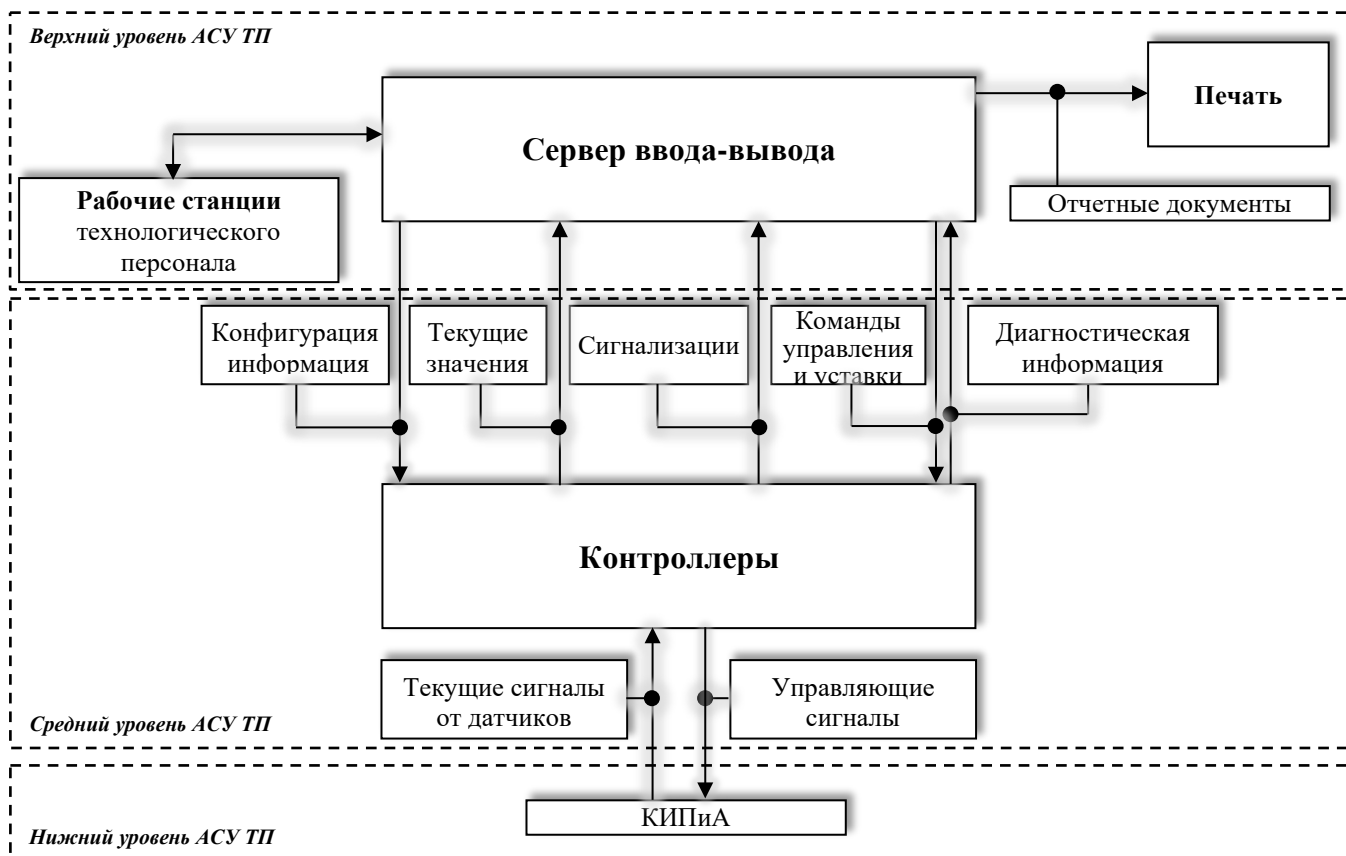 Верхний уровень АСУ ТП
Печать
Сервер ввода-вывода
Рабочие станции
технологического
персонала
Отчетные документы
Конфигурация
информация
Текущие
значения
Сигнализации
Команды
управления
и уставки
Диагностическая
информация
Контроллеры
Текущие сигналы
от датчиков
Управляющие
сигналы
Средний уровень АСУ ТП
КИПиА
Нижний уровень АСУ ТП